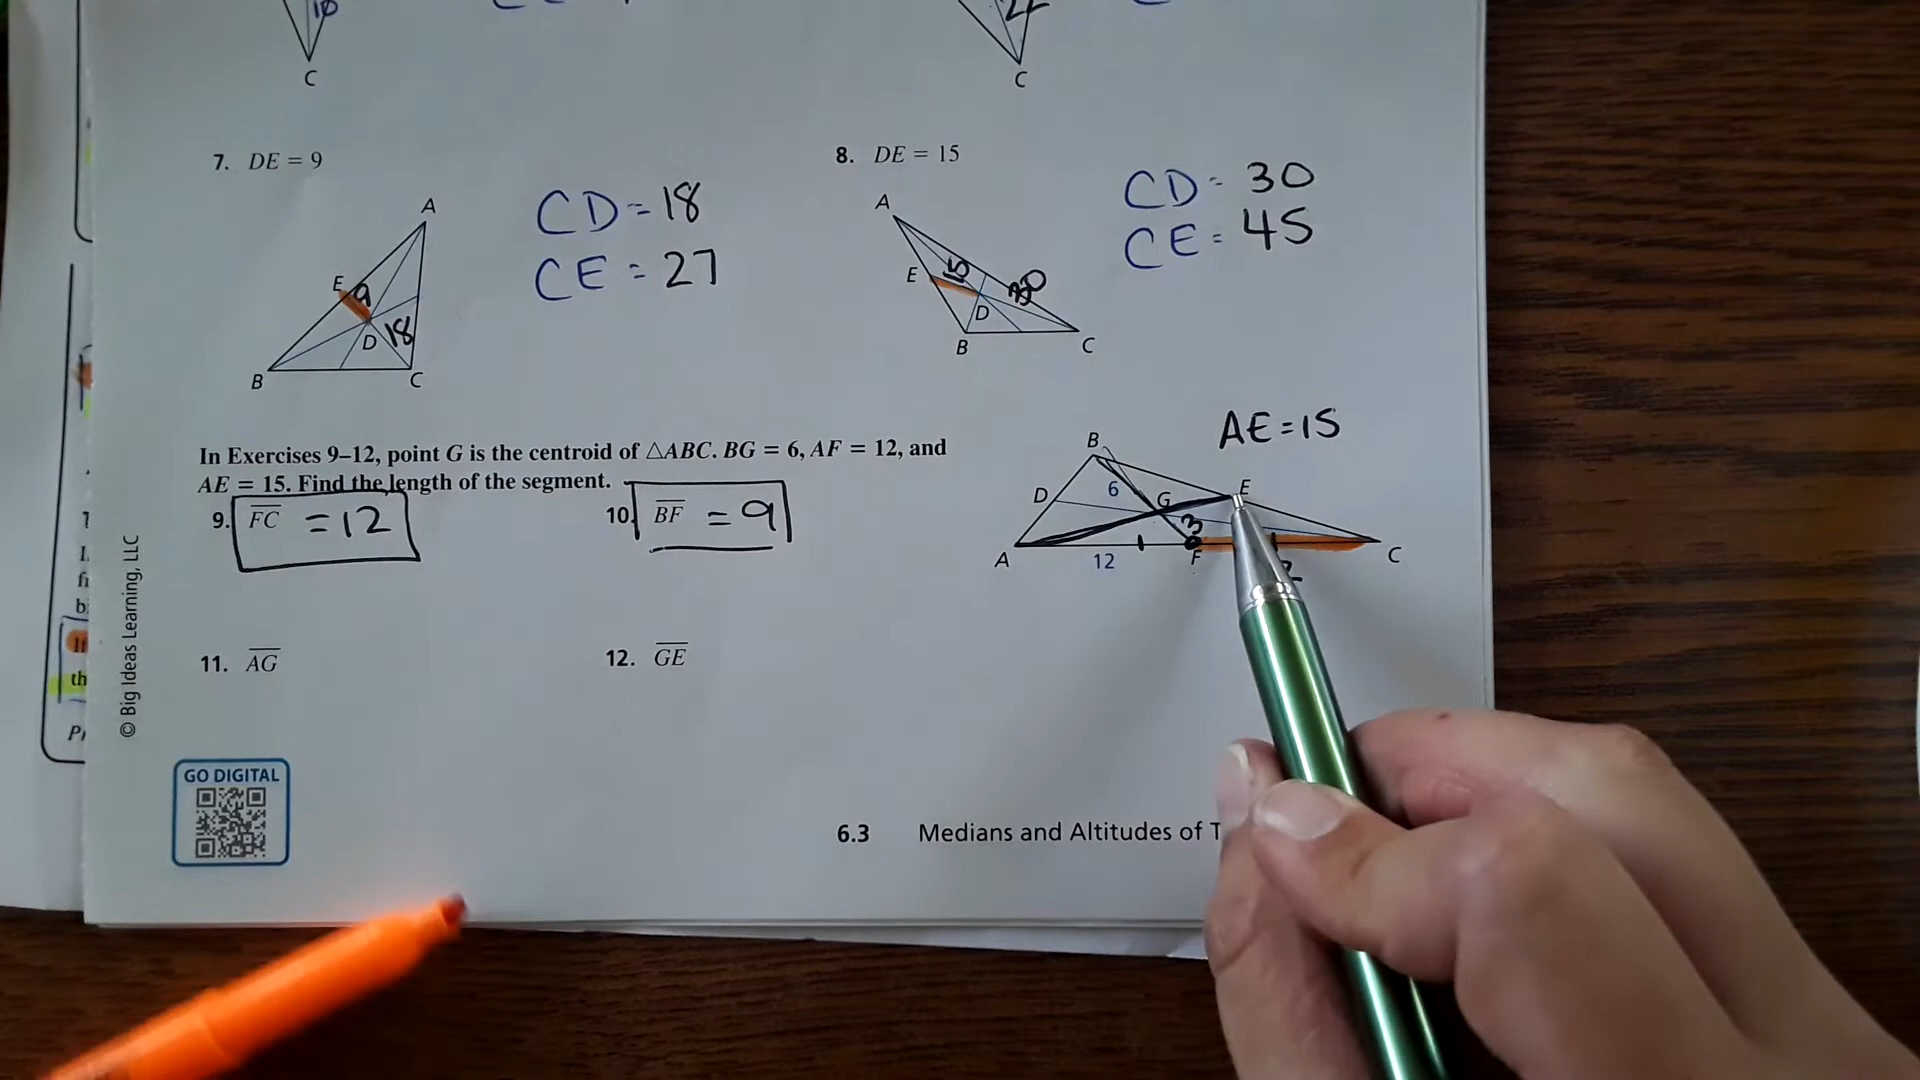 C
C
7. DE = 9
CD = 18
CE = 27
A
E
9
D
18
B
C
8. DE = 15
CD = 30
CE = 45
A
E
15
30
D
B
C
In Exercises 9–12, point G is the centroid of △ABC. BG = 6, AF = 12, and
AE = 15. Find the length of the segment.
9. FC = 12
10. BF = 9
AE = 15
B
D
6
G
E
3
A
12
F
C
11. AG
12. GE
© Big Ideas Learning, LLC
GO DIGITAL
6.3 Medians and Altitudes of